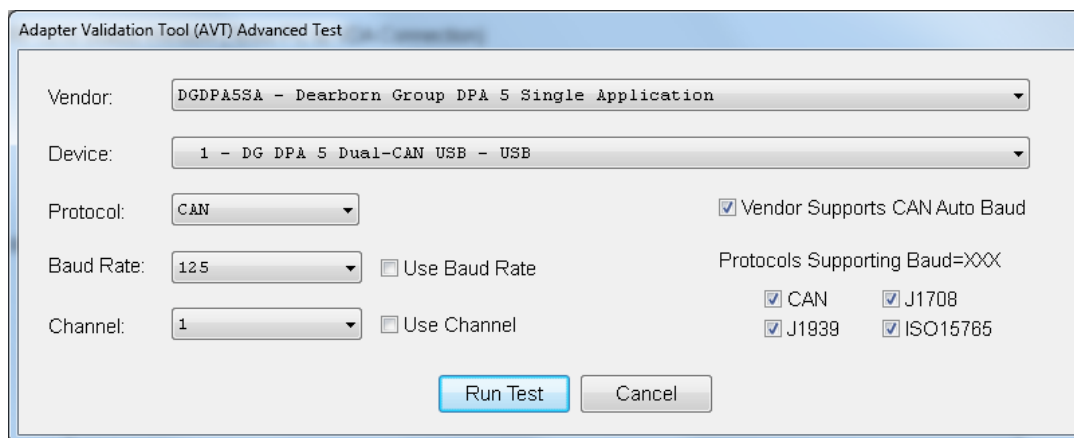 Adapter Validation Tool (AVT) Advanced Test
Vendor:
DGDPA5SA - Dearborn Group DPA 5 Single Application
Device:
1 - DG DPA 5 Dual-CAN USB - USB
Protocol:
CAN
Vendor Supports CAN Auto Baud
Baud Rate:
125
Use Baud Rate
Protocols Supporting Baud=XXX
CAN
J1708
Channel:
1
Use Channel
J1939
ISO15765
Run Test
Cancel